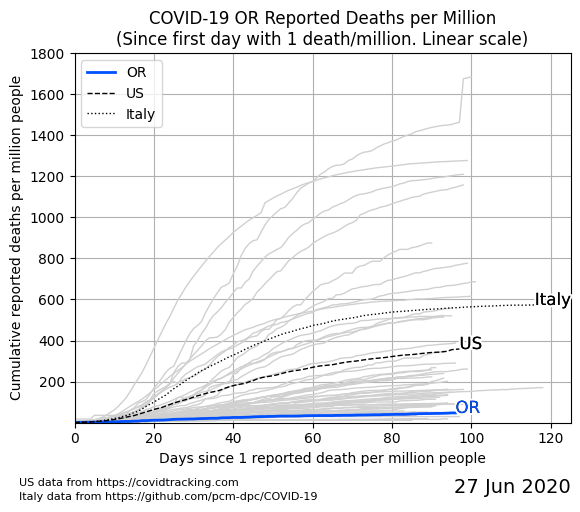 COVID-19 OR Reported Deaths per Million
(Since first day with 1 death/million. Linear scale)
Cumulative reported deaths per million people
1800
1600
1400
1200
1000
800
600
400
200
OR
US
Italy
Italy
US
OR
0
20
40
60
80
100
120
Days since 1 reported death per million people
US data from https://covidtracking.com
Italy data from https://github.com/pcm-dpc/COVID-19
27 Jun 2020